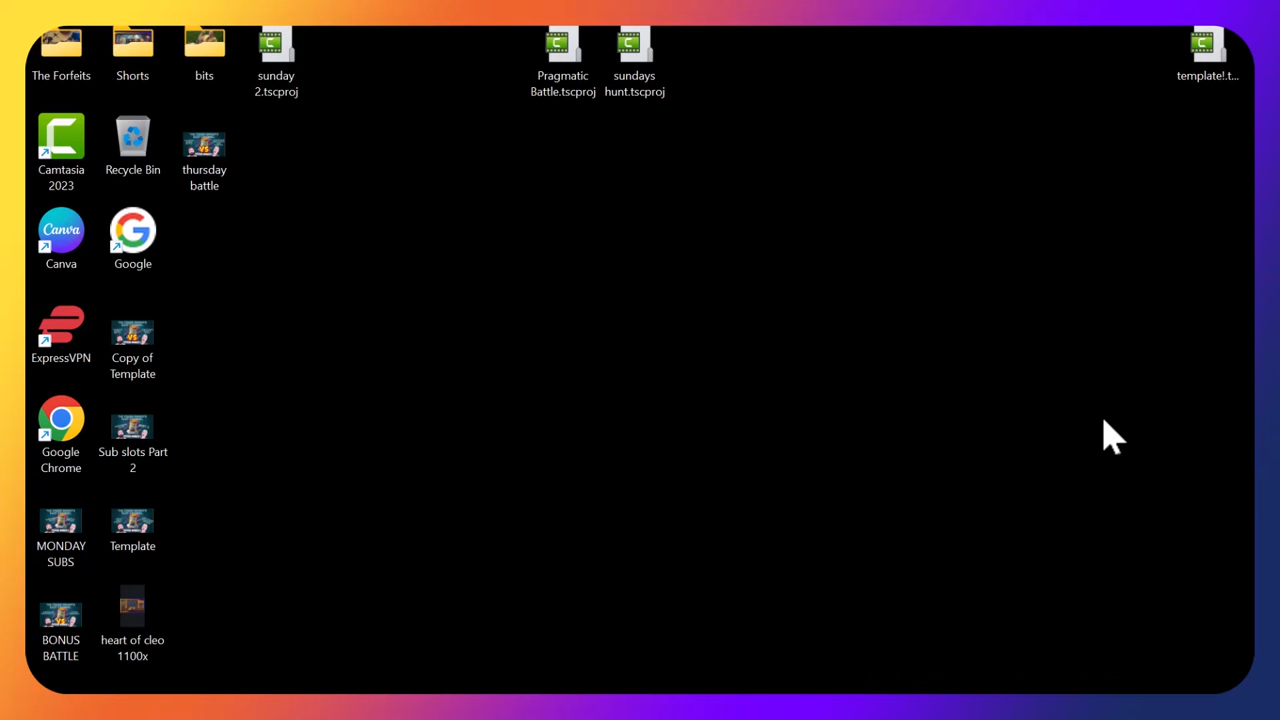 The Forfeits
Shorts
bits
sunday
2.tscproj
Pragmatic
Battle.tscproj
sundays
hunt.tscproj
template!.t...
Camtasia
2023
Recycle Bin
thursday
battle
Canva
Canva
Google
ExpressVPN
Copy of
Template
Google
Chrome
Sub slots Part
2
MONDAY
SUBS
Template
BONUS
BATTLE
heart of cleo
1100x